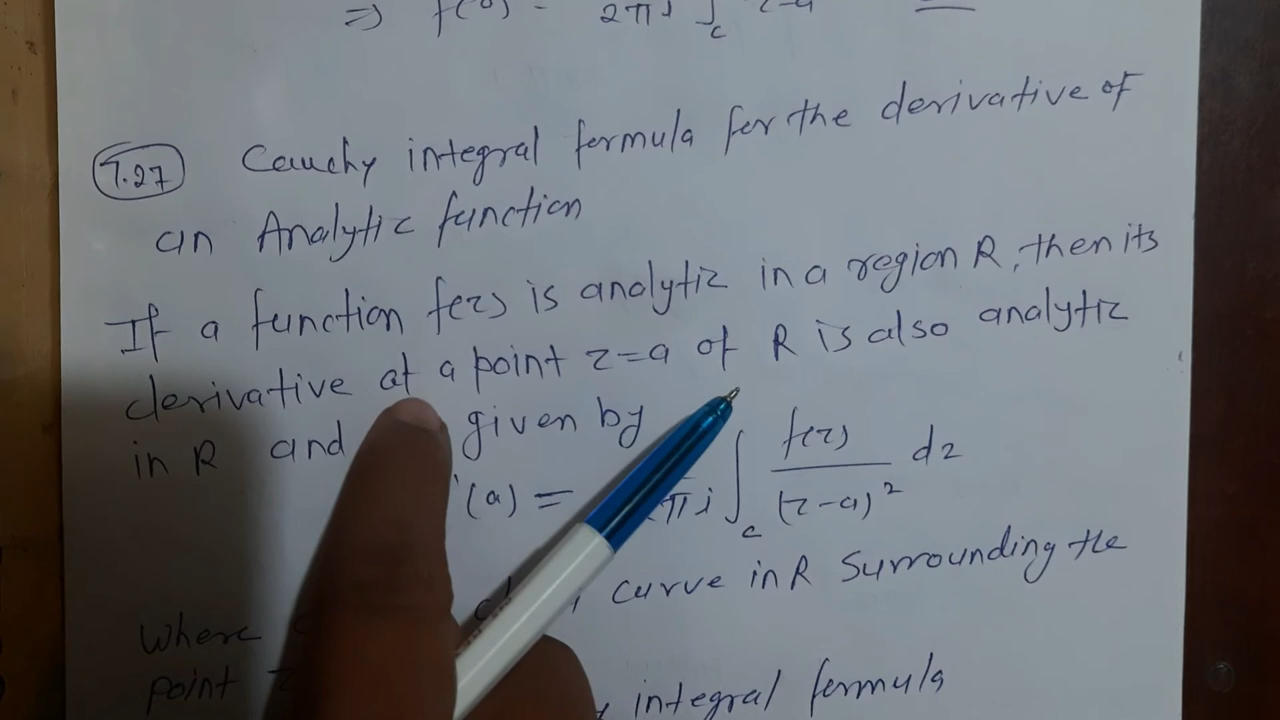 ⇒ f(a) = 2πi ∫c z-a
7.27 Cauchy integral formula for the derivative of
an Analytic function
If a function f(z) is analytic in a region R, then its
derivative at a point z=a of R is also analytic
in R and given by
'(a) = πi ∫c f(z) / (z-a)² dz
Where curve in R Surrounding the
point integral formula